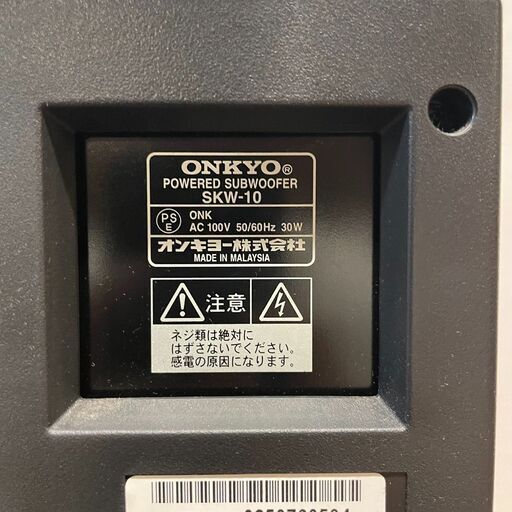 ONKYO®
POWERED SUBWOOFER
SKW-10
PSE ONK
AC 100V 50/60Hz 30W
オンキヨー株式会社
MADE IN MALAYSIA
注意
ネジ類は絶対に
はずさないでください。
感電の原因になります。